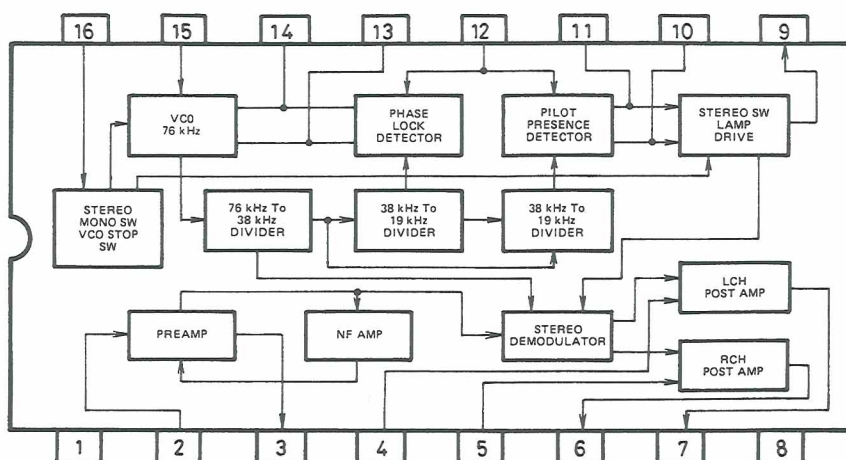 16 15 14 13 12 11 10 9
VCO
76 kHz
PHASE
LOCK
DETECTOR
PILOT
PRESENCE
DETECTOR
STEREO SW
LAMP
DRIVE
STEREO
MONO SW
VCO STOP
SW
76 kHz To
38 kHz
DIVIDER
38 kHz To
19 kHz
DIVIDER
38 kHz To
19 kHz
DIVIDER
PREAMP
NF AMP
STEREO
DEMODULATOR
LCH
POST AMP
RCH
POST AMP
1 2 3 4 5 6 7 8